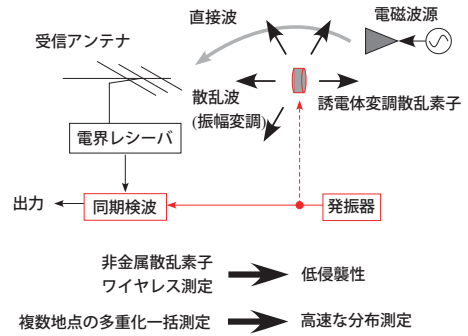 電磁波源
直接波
受信アンテナ
散乱波
(振幅変調)
誘電体変調散乱素子
電界レシーバ
出力
同期検波
発振器
非金属散乱素子
ワイヤレス測定
低侵襲性
複数地点の多重化一括測定
高速な分布測定